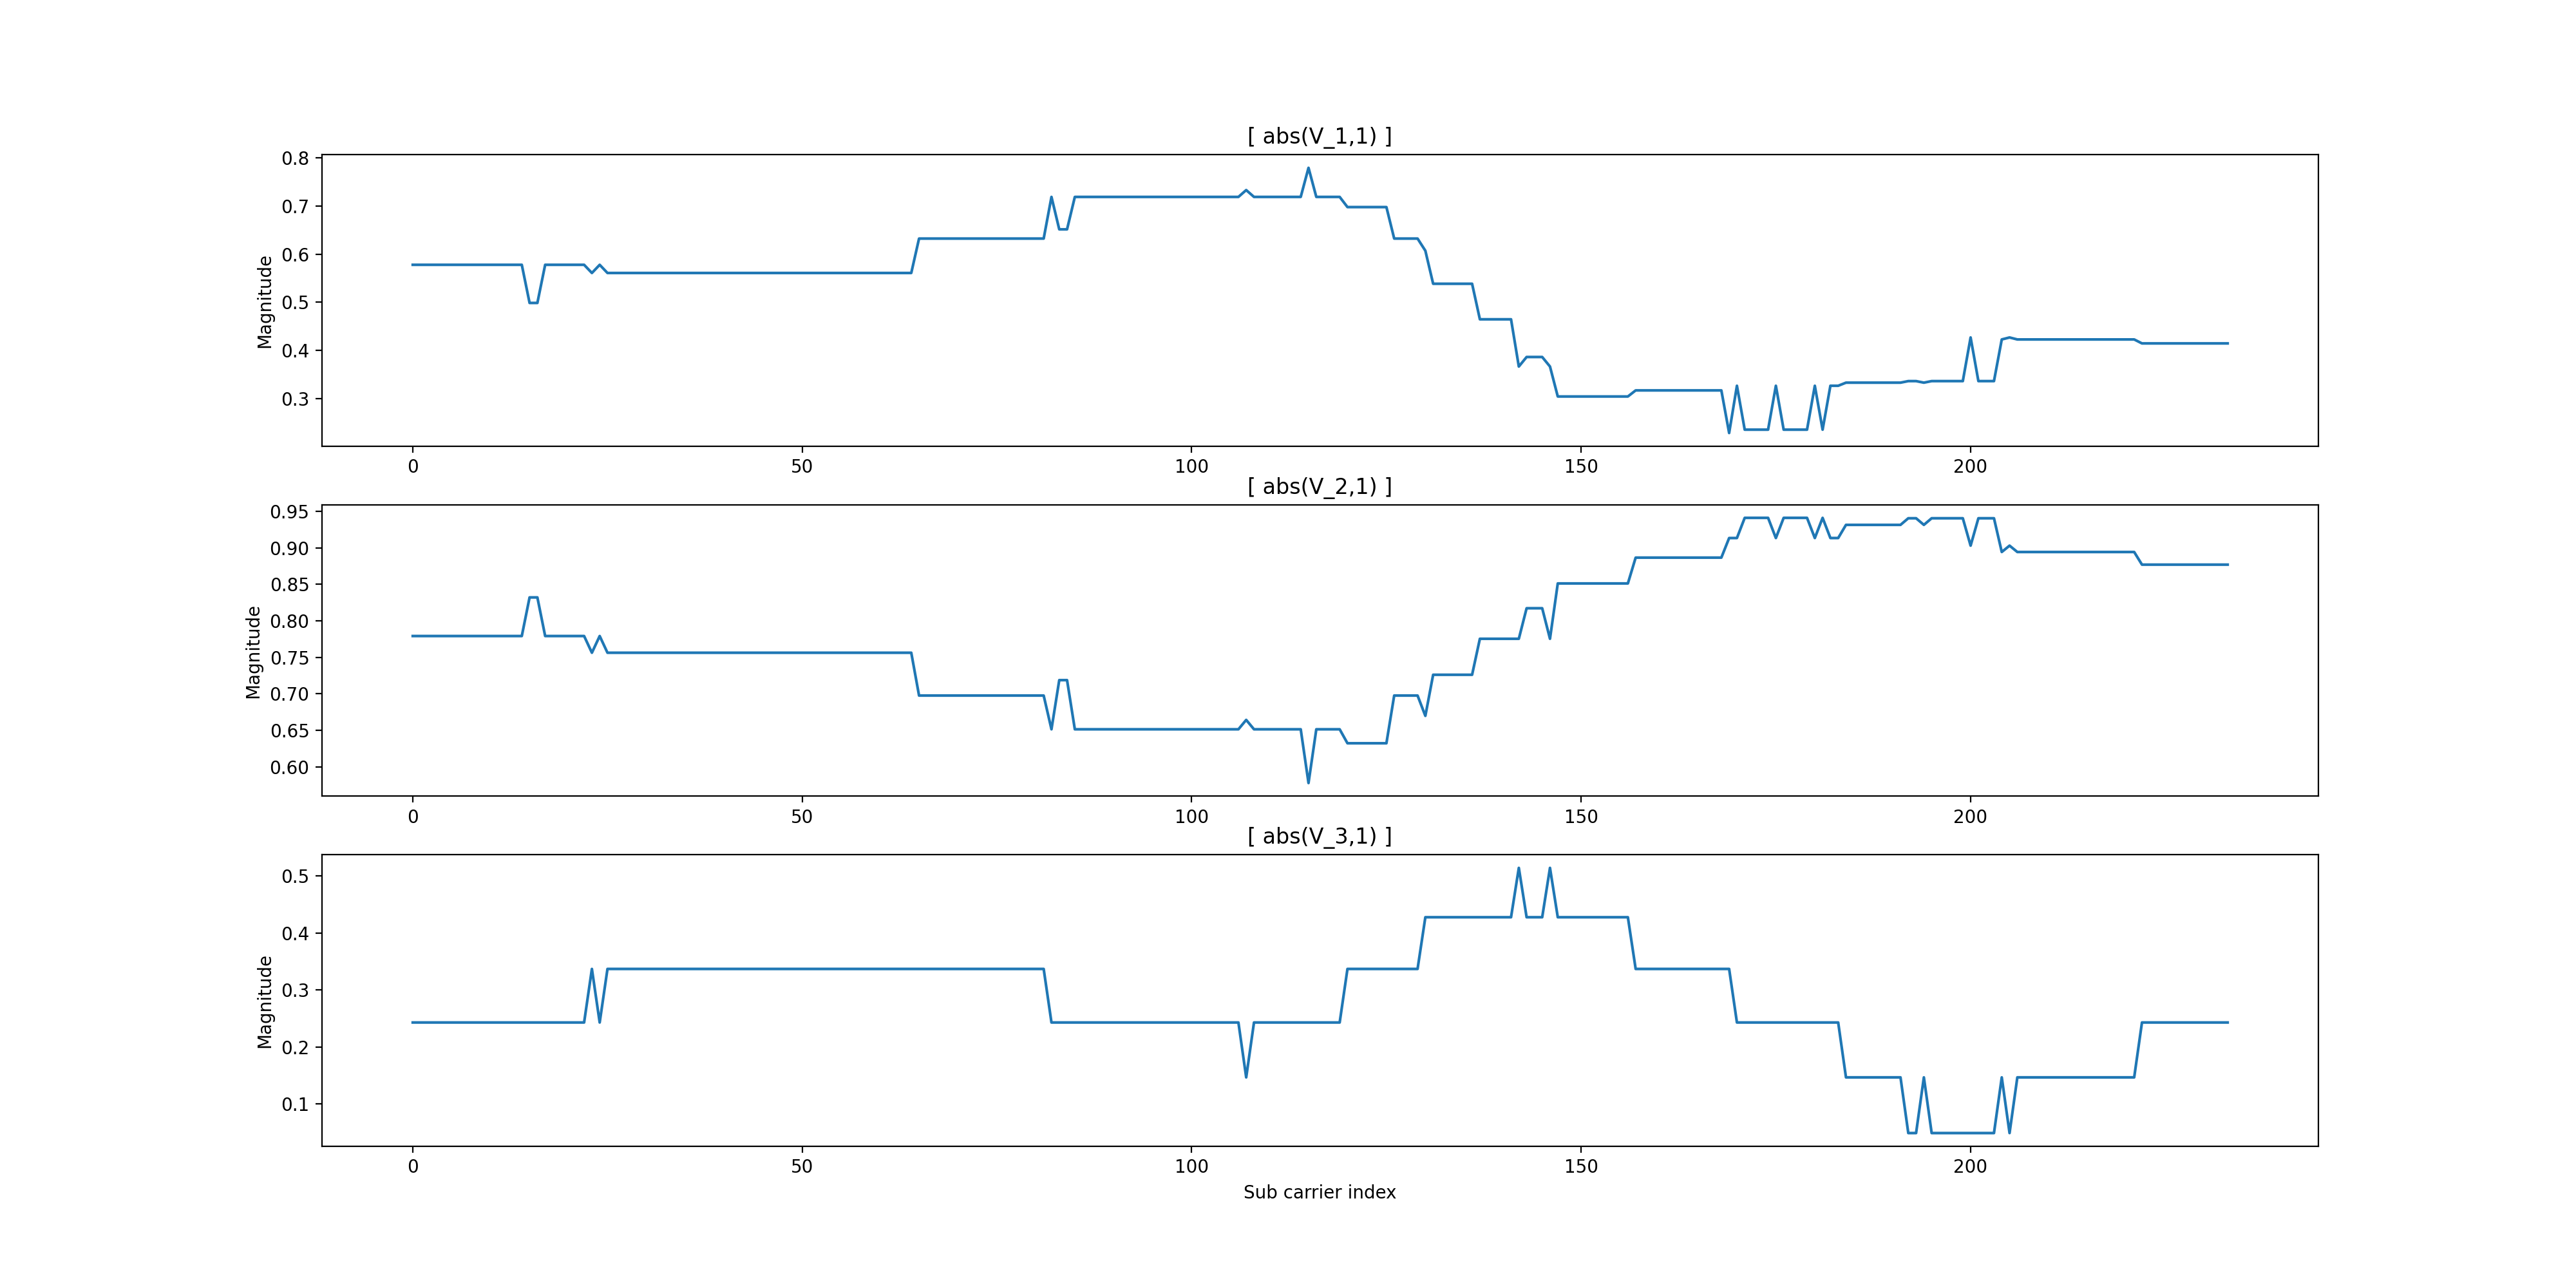 [ abs(V_1,1) ]
Magnitude
0.8
0.7
0.6
0.5
0.4
0.3
0 50 100 150 200
[ abs(V_2,1) ]
Magnitude
0.95
0.90
0.85
0.80
0.75
0.70
0.65
0.60
0 50 100 150 200
[ abs(V_3,1) ]
Magnitude
0.5
0.4
0.3
0.2
0.1
0 50 100 150 200
Sub carrier index